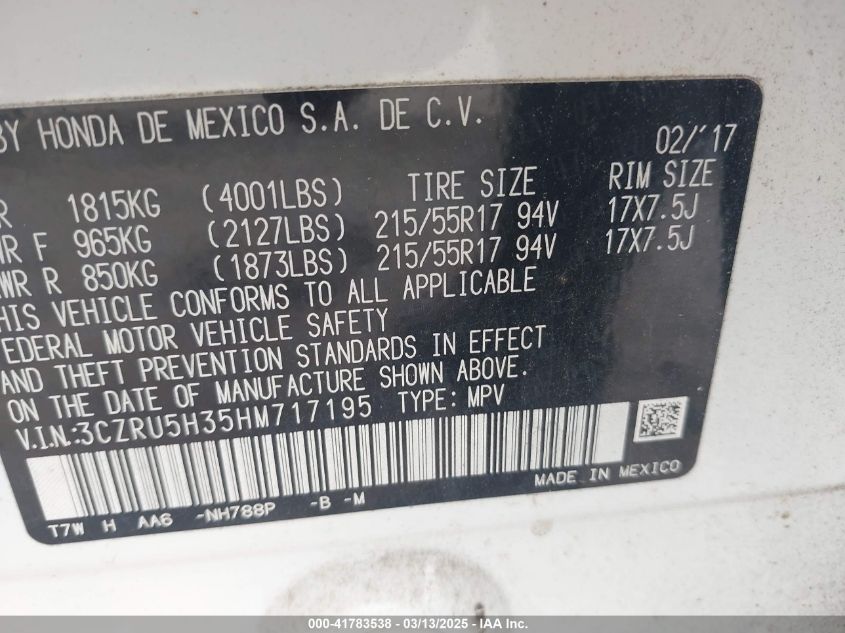 BY HONDA DE MEXICO S.A. DE C.V.
02/'17
R 1815KG (4001LBS) TIRE SIZE RIM SIZE
WR F 965KG (2127LBS) 215/55R17 94V 17X7.5J
WR R 850KG (1873LBS) 215/55R17 94V 17X7.5J
THIS VEHICLE CONFORMS TO ALL APPLICABLE
FEDERAL MOTOR VEHICLE SAFETY
AND THEFT PREVENTION STANDARDS IN EFFECT
ON THE DATE OF MANUFACTURE SHOWN ABOVE.
V.I.N.:3CZRU5H35HM717195 TYPE: MPV
MADE IN MEXICO
T7W H AA6 -NH788P -B -M
000-41783538 - 03/13/2025 - IAA Inc.